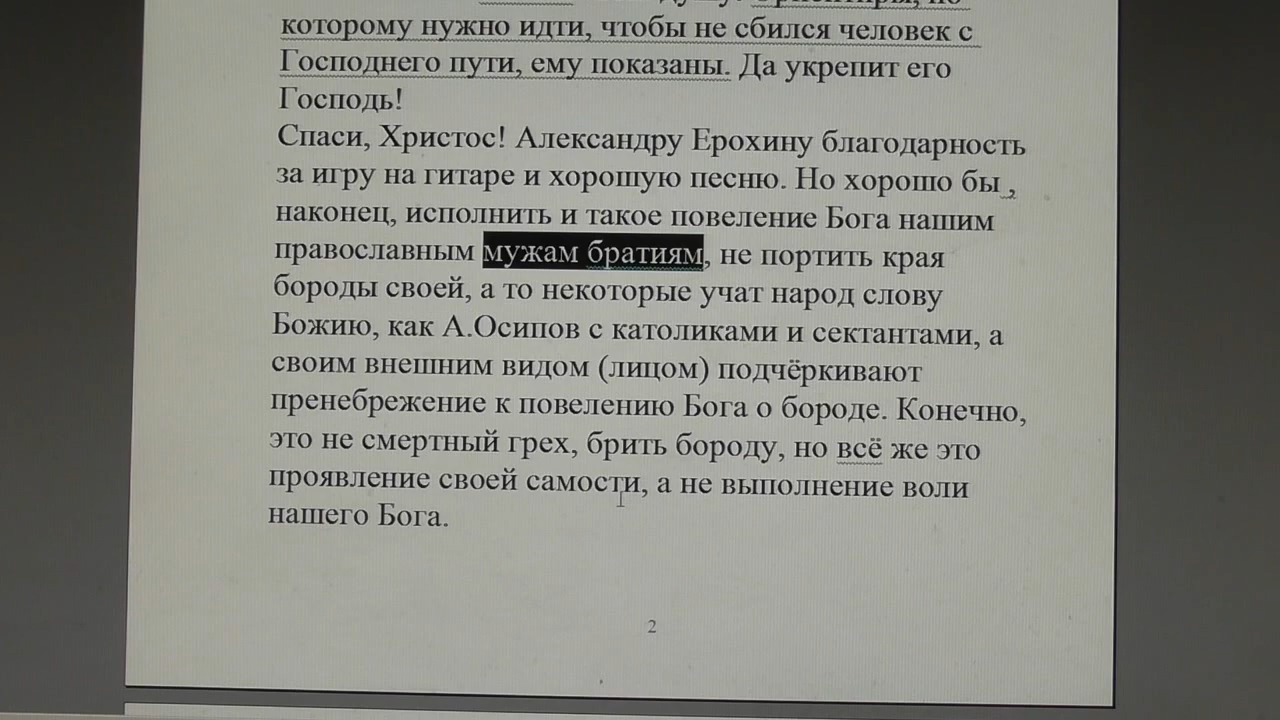 которому нужно идти, чтобы не сбился человек с
Господнего пути, ему показаны. Да укрепит его
Господь!
Спаси, Христос! Александру Ерохину благодарность
за игру на гитаре и хорошую песню. Но хорошо бы ,
наконец, исполнить и такое повеление Бога нашим
православным мужам братиям, не портить края
бороды своей, а то некоторые учат народ слову
Божию, как А.Осипов с католиками и сектантами, а
своим внешним видом (лицом) подчёркивают
пренебрежение к повелению Бога о бороде. Конечно,
это не смертный грех, брить бороду, но всё же это
проявление своей самости, а не выполнение воли
нашего Бога.
2